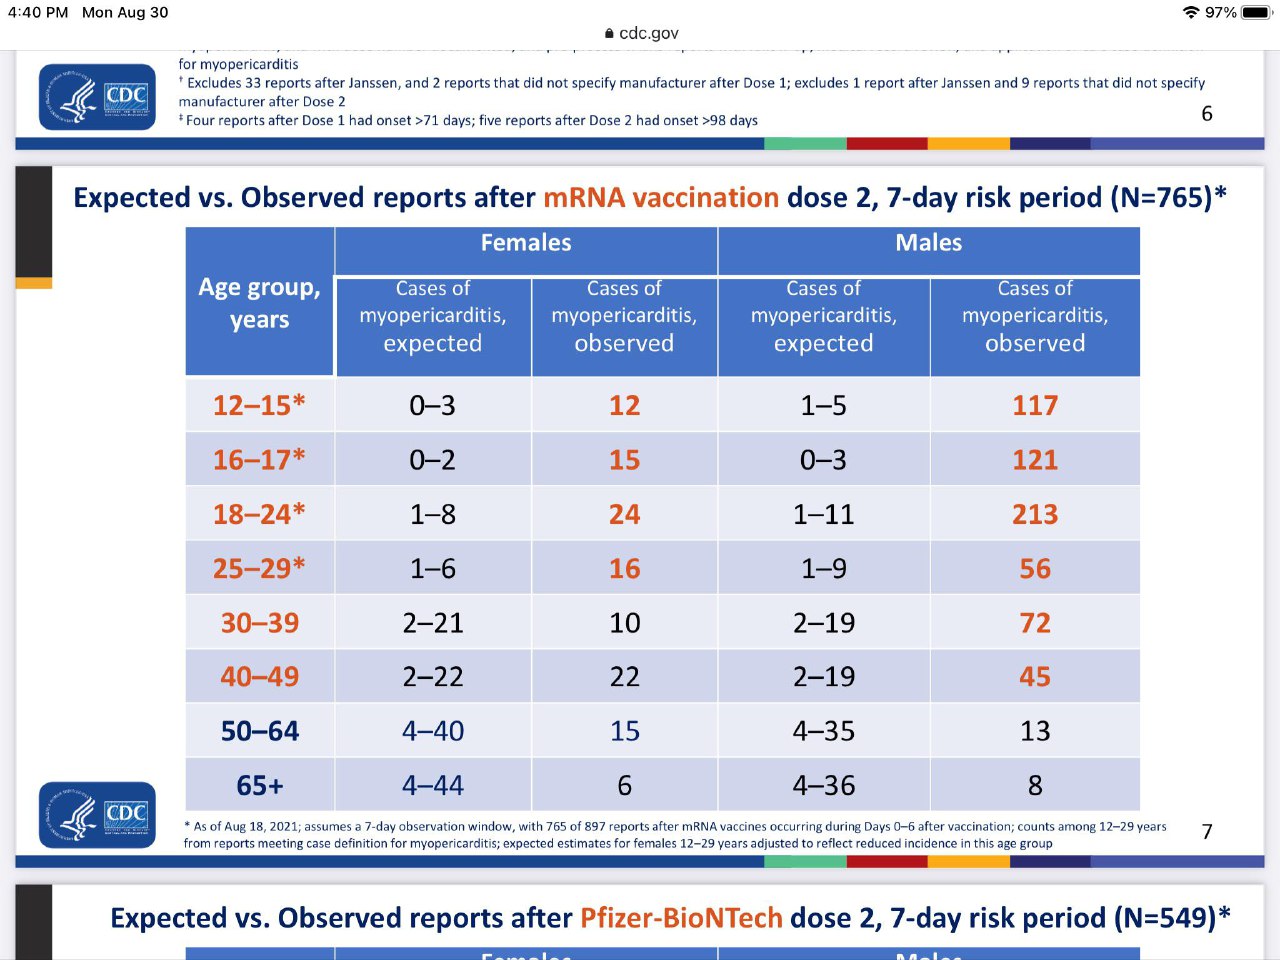 4:40 PM Mon Aug 30
97%
cdc.gov
for myopericarditis
† Excludes 33 reports after Janssen, and 2 reports that did not specify manufacturer after Dose 1; excludes 1 report after Janssen and 9 reports that did not specify
manufacturer after Dose 2
‡ Four reports after Dose 1 had onset >71 days; five reports after Dose 2 had onset >98 days
CDC
6
Expected vs. Observed reports after mRNA vaccination dose 2, 7-day risk period (N=765)*
Age group, years Females Males
Cases of myopericarditis, expected Cases of myopericarditis, observed Cases of myopericarditis, expected Cases of myopericarditis, observed
12–15* 0–3 12 1–5 117
16–17* 0–2 15 0–3 121
18–24* 1–8 24 1–11 213
25–29* 1–6 16 1–9 56
30–39 2–21 10 2–19 72
40–49 2–22 22 2–19 45
50–64 4–40 15 4–35 13
65+ 4–44 6 4–36 8
CDC
* As of Aug 18, 2021; assumes a 7-day observation window, with 765 of 897 reports after mRNA vaccines occurring during Days 0–6 after vaccination; counts among 12–29 years
from reports meeting case definition for myopericarditis; expected estimates for females 12–29 years adjusted to reflect reduced incidence in this age group
7
Expected vs. Observed reports after Pfizer-BioNTech dose 2, 7-day risk period (N=549)*
Females Males